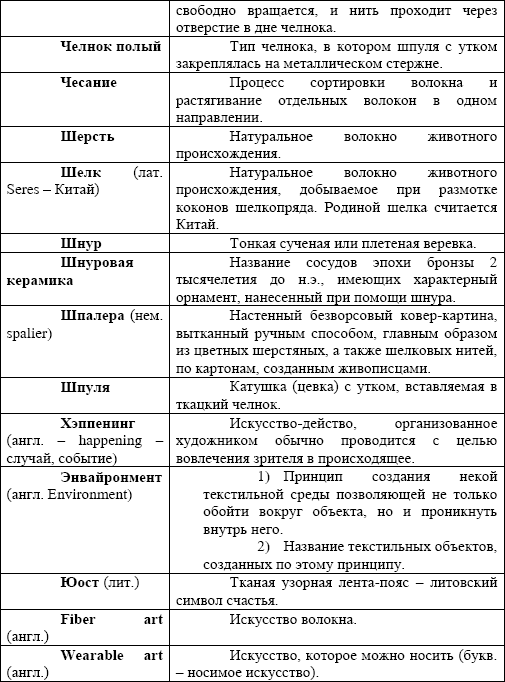 свободно вращается, и нить проходит через
отверстие в дне челнока.
Челнок полый
Тип челнока, в котором шпуля с утком
закреплялась на металлическом стержне.
Чесание
Процесс сортировки волокна и
растягивание отдельных волокон в одном
направлении.
Шерсть
Натуральное волокно животного
происхождения.
Шелк (лат.
Seres – Китай)
Натуральное волокно животного
происхождения, добываемое при размотке
коконов шелкопряда. Родиной шелка считается
Китай.
Шнур
Тонкая сученая или плетеная веревка.
Шнуровая
керамика
Название сосудов эпохи бронзы 2
тысячелетия до н.э., имеющих характерный
орнамент, нанесенный при помощи шнура.
Шпалера (нем.
spalier)
Настенный безворсовый ковер-картина,
вытканный ручным способом, главным образом
из цветных шерстяных, а также шелковых нитей,
по картонам, созданным живописцами.
Шпуля
Катушка (цевка) с утком, вставляемая в
ткацкий челнок.
Хэппенинг
(англ. – happening –
случай, событие)
Искусство-действо, организованное
художником обычно проводится с целью
вовлечения зрителя в происходящее.
Энвайронмент
(англ. Environment)
1) Принцип создания некой
текстильной среды позволяющей не только
обойти вокруг объекта, но и проникнуть
внутрь него.
2) Название текстильных объектов,
созданных по этому принципу.
Юост (лит.)
Тканая узорная лента-пояс – литовский
символ счастья.
Fiber art
(англ.)
Искусство волокна.
Wearable art
(англ.)
Искусство, которое можно носить (букв.
– носимое искусство).